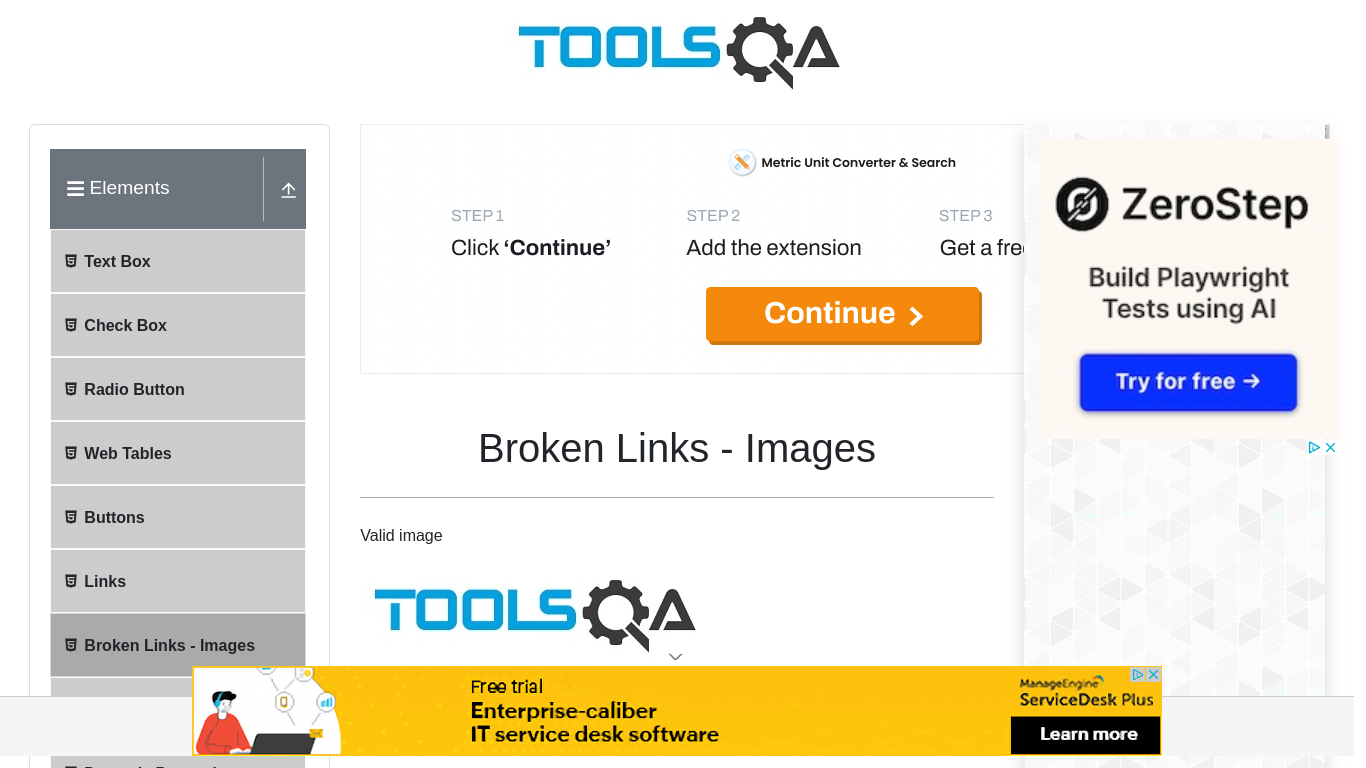 TOOLSQA
Elements
Text Box
Check Box
Radio Button
Web Tables
Buttons
Links
Broken Links - Images
Metric Unit Converter & Search
STEP 1
Click ‘Continue’
STEP 2
Add the extension
STEP 3
Get a free
Continue
ZeroStep
Build Playwright
Tests using AI
Try for free →
Broken Links - Images
Valid image
TOOLSQA
Free trial
Enterprise-caliber
IT service desk software
ManageEngine
ServiceDesk Plus
Learn more